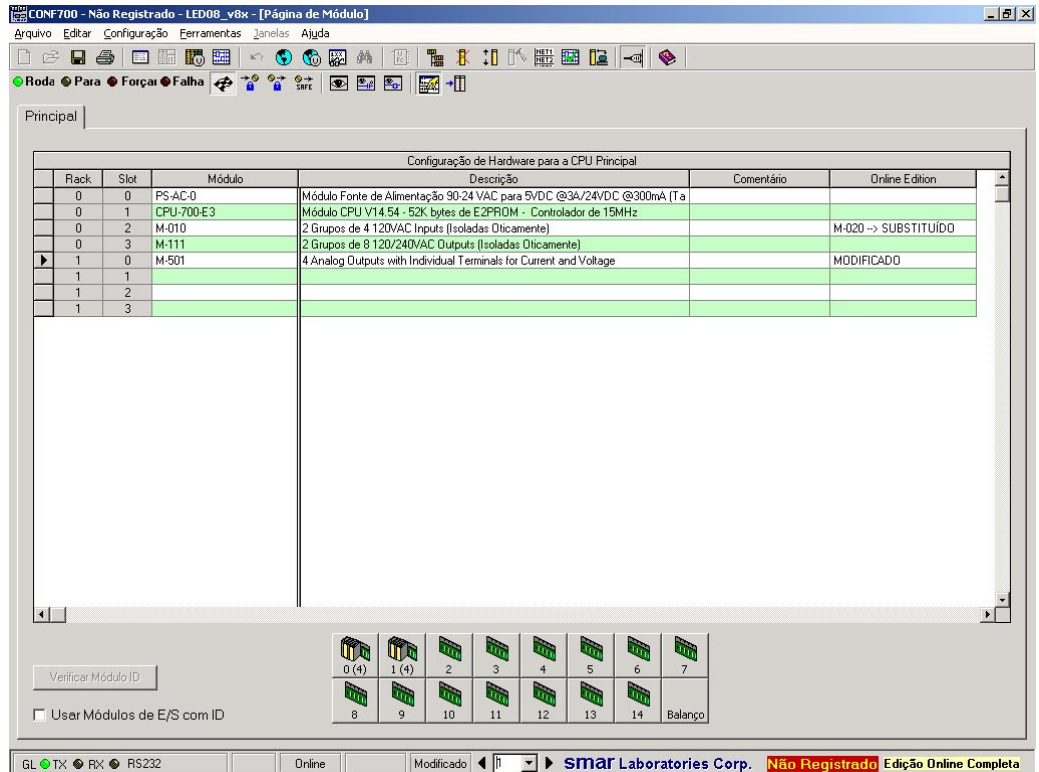 CONF700 - Não Registrado - LED08_v8x - [Página de Módulo]
Arquivo Editar Configuração Ferramentas Janelas Ajuda
NET1
NET2
Roda Para Forçar Falha SAFE
Principal
Configuração de Hardware para a CPU Principal
Rack Slot Módulo Descrição Comentário Online Edition
0 0 PS-AC-0 Módulo Fonte de Alimentação 90-24 VAC para 5VDC @3A/24VDC @300mA (Ta
0 1 CPU-700-E3 Módulo CPU V14.54 - 52K bytes de E2PROM - Controlador de 15MHz
0 2 M-010 2 Grupos de 4 120VAC Inputs (Isoladas Oticamente) M-020 --> SUBSTITUÍDO
0 3 M-111 2 Grupos de 8 120/240VAC Outputs (Isoladas Oticamente)
1 0 M-501 4 Analog Outputs with Individual Terminals for Current and Voltage MODIFICADO
1 1
1 2
1 3
0 (4) 1 (4) 2 3 4 5 6 7
Verificar Módulo ID
Usar Módulos de E/S com ID
8 9 10 11 12 13 14 Balanço
GL TX RX RS232 Online Modificado 1 smar Laboratories Corp. Não Registrado Edição Online Completa